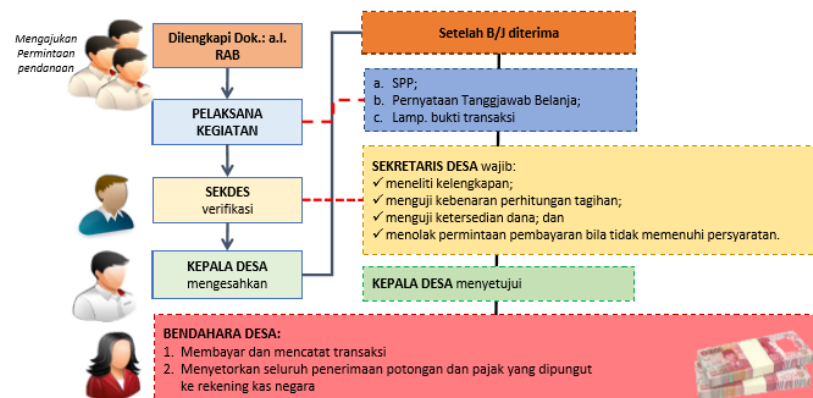 Mengajukan
Permintaan
pendanaan
Dilengkapi Dok.: a.l.
RAB
PELAKSANA
KEGIATAN
SEKDES
verifikasi
KEPALA DESA
mengesahkan
Setelah B/J diterima
a. SPP;
b. Pernyataan Tanggjawab Belanja;
c. Lamp. bukti transaksi
SEKRETARIS DESA wajib:
✓ meneliti kelengkapan;
✓ menguji kebenaran perhitungan tagihan;
✓ menguji ketersedian dana; dan
✓ menolak permintaan pembayaran bila tidak memenuhi persyaratan.
KEPALA DESA menyetujui
BENDAHARA DESA:
1. Membayar dan mencatat transaksi
2. Menyetorkan seluruh penerimaan potongan dan pajak yang dipungut
ke rekening kas negara